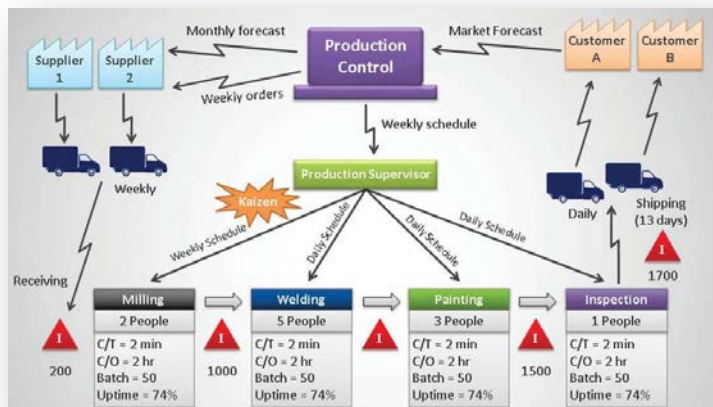 Monthly forecast
Production
Control
Market Forecast
Supplier
1
Supplier
2
Customer
A
Customer
B
Weekly orders
Weekly schedule
Weekly
Production Supervisor
Kaizen
Daily
Shipping
(13 days)
Weekly Schedule
Daily Schedule
Daily Schedule
Daily Schedule
I
1700
Receiving
Milling
2 People
C/T = 2 min
C/O = 2 hr
Batch = 50
Uptime = 74%
Welding
5 People
C/T = 2 min
C/O = 2 hr
Batch = 50
Uptime = 74%
Painting
3 People
C/T = 2 min
C/O = 2 hr
Batch = 50
Uptime = 74%
Inspection
1 People
C/T = 2 min
C/O = 2 hr
Batch = 50
Uptime = 74%
I
200
I
1000
I
I
1500